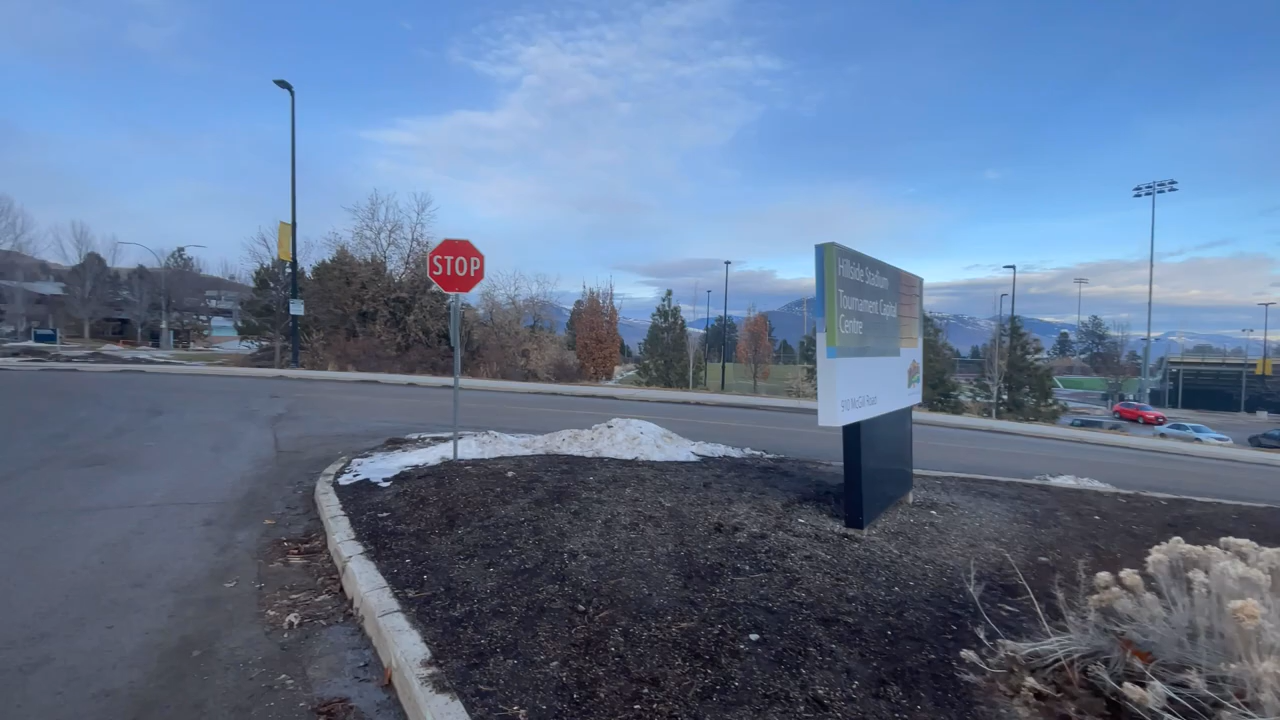 STOP
Hillside Stadium
Tournament Capital
Centre
910 McGill Road